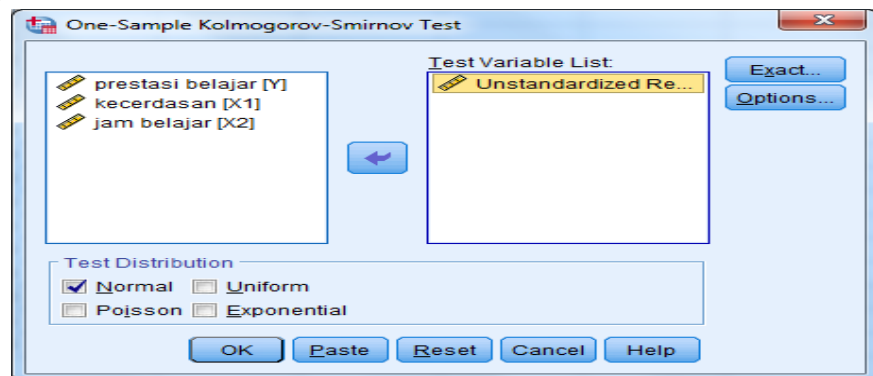 One-Sample Kolmogorov-Smirnov Test
prestasi belajar [Y]
kecerdasan [X1]
jam belajar [X2]
Test Variable List:
Unstandardized Re...
Exact...
Options...
Test Distribution
Normal Uniform
Poisson Exponential
OK Paste Reset Cancel Help